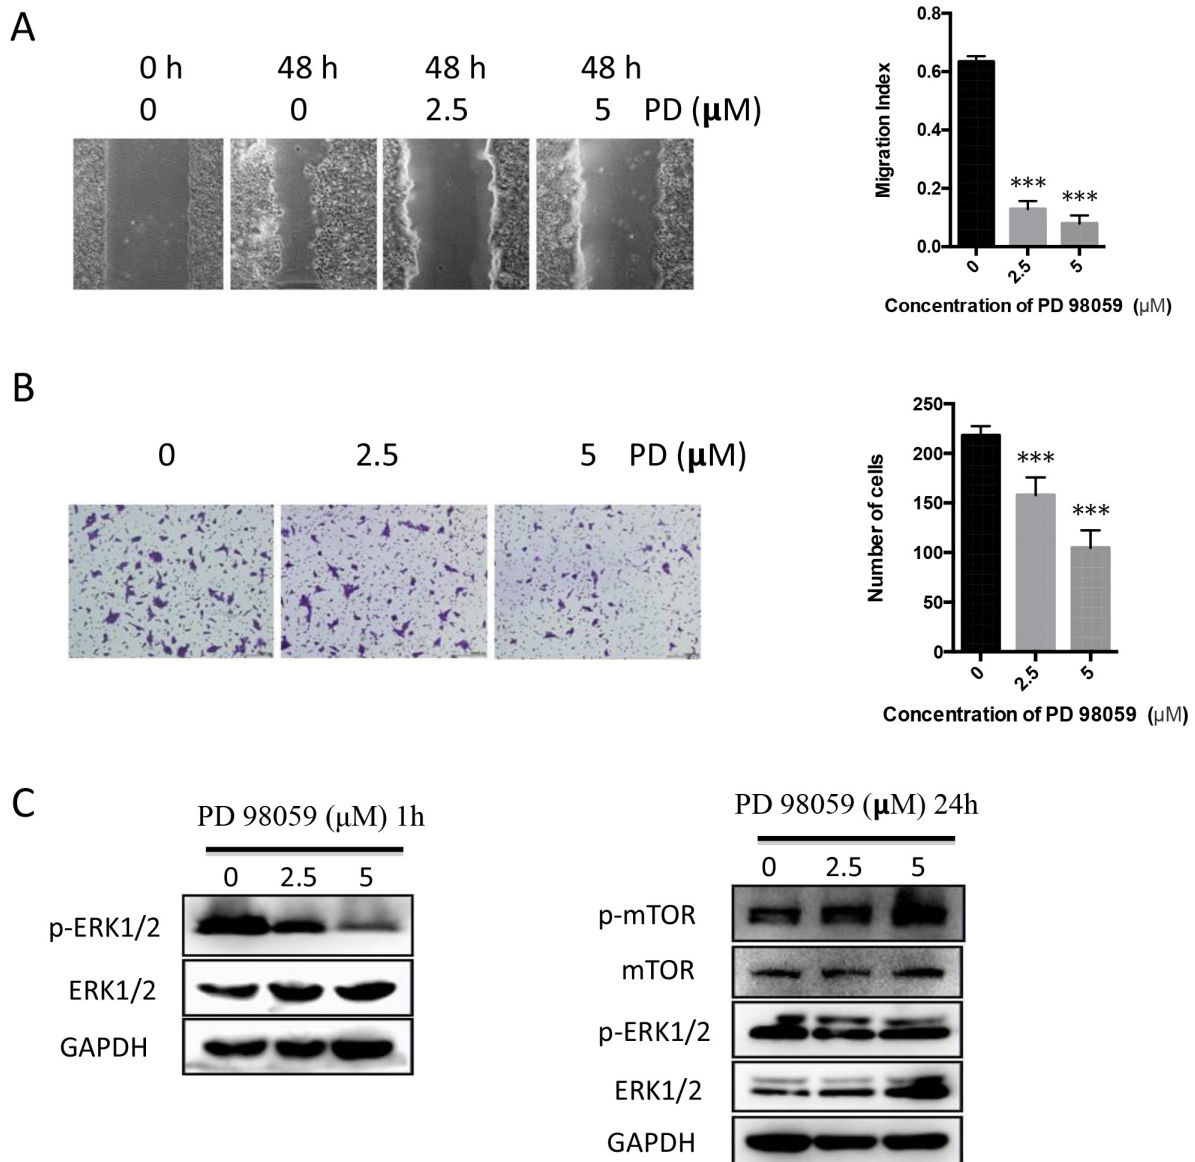 A
0 h 48 h 48 h 48 h
0 0 2.5 5 PD (μM)
0.8
0.6
0.4
0.2
0.0
Migration Index
*** ***
0 2.5 5
Concentration of PD 98059 (μM)
B
0 2.5 5 PD (μM)
250
200
150
100
50
0
Number of cells
***
***
0 2.5 5
Concentration of PD 98059 (μM)
C
PD 98059 (μM) 1h
0 2.5 5
p-ERK1/2
ERK1/2
GAPDH
PD 98059 (μM) 24h
0 2.5 5
p-mTOR
mTOR
p-ERK1/2
ERK1/2
GAPDH